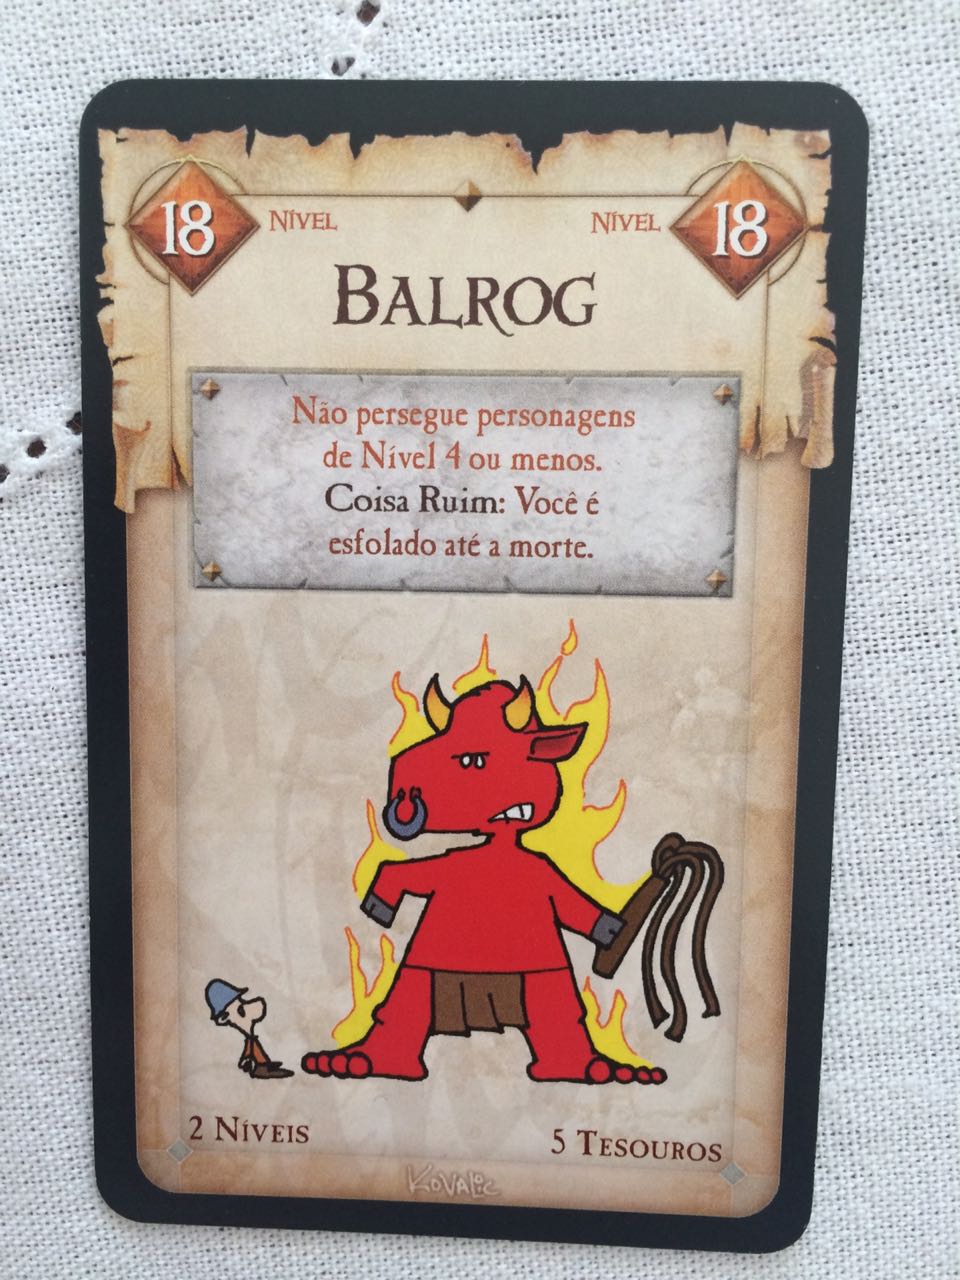 18 NÍVEL NÍVEL 18
BALROG
Não persegue personagens
de Nível 4 ou menos.
Coisa Ruim: Você é
esfolado até a morte.
2 NÍVEIS 5 TESOUROS
KOVALIC